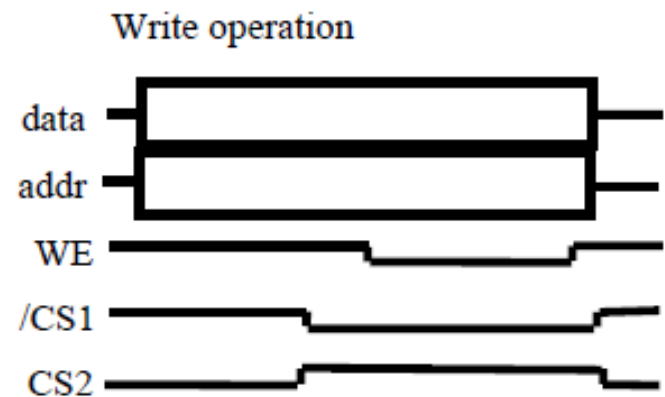 Write operation
data
addr
WE
/CS1
CS2